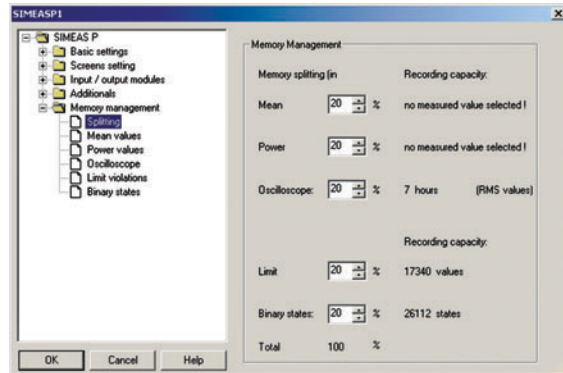 SIMEASP1
SIMEAS P
Basic settings
Screens setting
Input / output modules
Additionals
Memory management
Splitting
Mean values
Power values
Oscilloscope
Limit violations
Binary states
OK Cancel Help
Memory Management
Memory splitting (in Recording capacity:
Mean 20 % no measured value selected !
Power 20 % no measured value selected !
Oscilloscope: 20 % 7 hours (RMS values)
Recording capacity:
Limit 20 % 17340 values
Binary states: 20 % 26112 states
Total 100 %